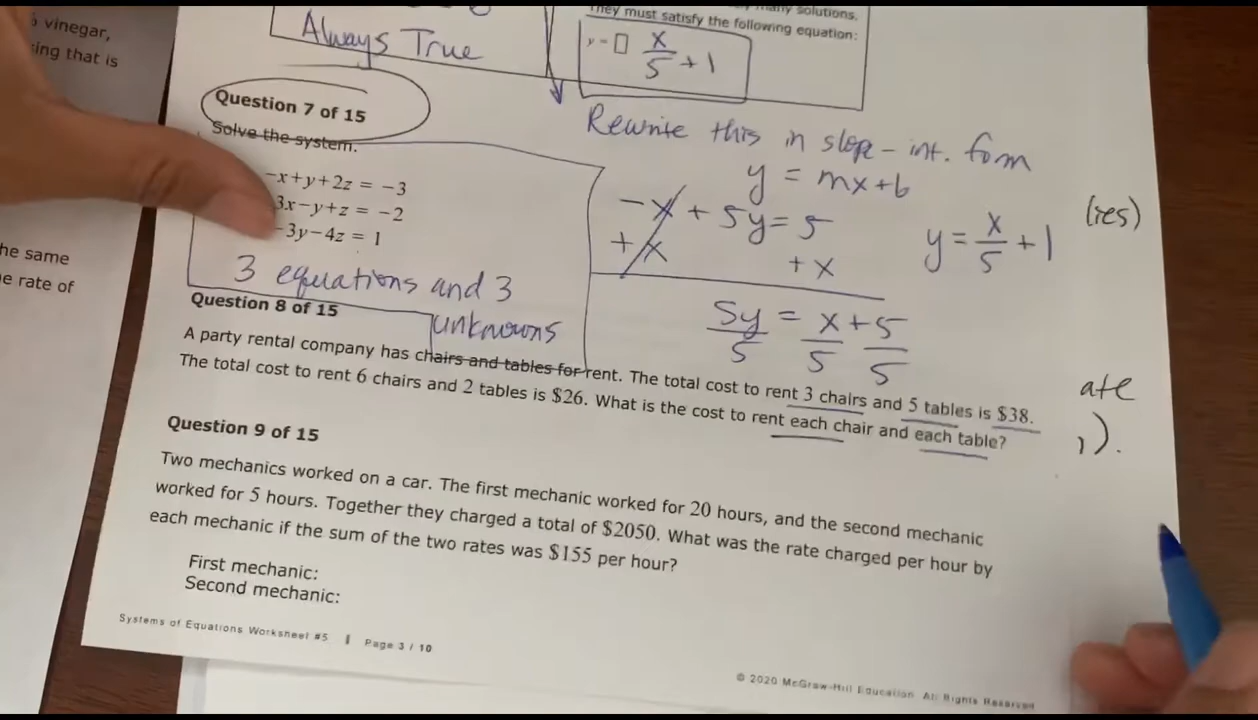 vinegar,
ing that is
he same
e rate of
many solutions.
They must satisfy the following equation:
y = x/5 + 1
Always True
Question 7 of 15
Solve the system.
-x+y+2z = -3
3x-y+z = -2
-3y-4z = 1
3 equations and 3
unknowns
Rewrite this in slope-int. form
y = mx+b
-x + 5y = 5
+x +x
5y/5 = x/5 + 5/5
y = x/5 + 1
(res)
ate
Question 8 of 15
A party rental company has chairs and tables for rent. The total cost to rent 3 chairs and 5 tables is $38.
The total cost to rent 6 chairs and 2 tables is $26. What is the cost to rent each chair and each table?
Question 9 of 15
Two mechanics worked on a car. The first mechanic worked for 20 hours, and the second mechanic
worked for 5 hours. Together they charged a total of $2050. What was the rate charged per hour by
each mechanic if the sum of the two rates was $155 per hour?
First mechanic:
Second mechanic:
Systems of Equations Worksheet #5 | Page 3 / 10
© 2020 McGraw-Hill Education. All Rights Reserved